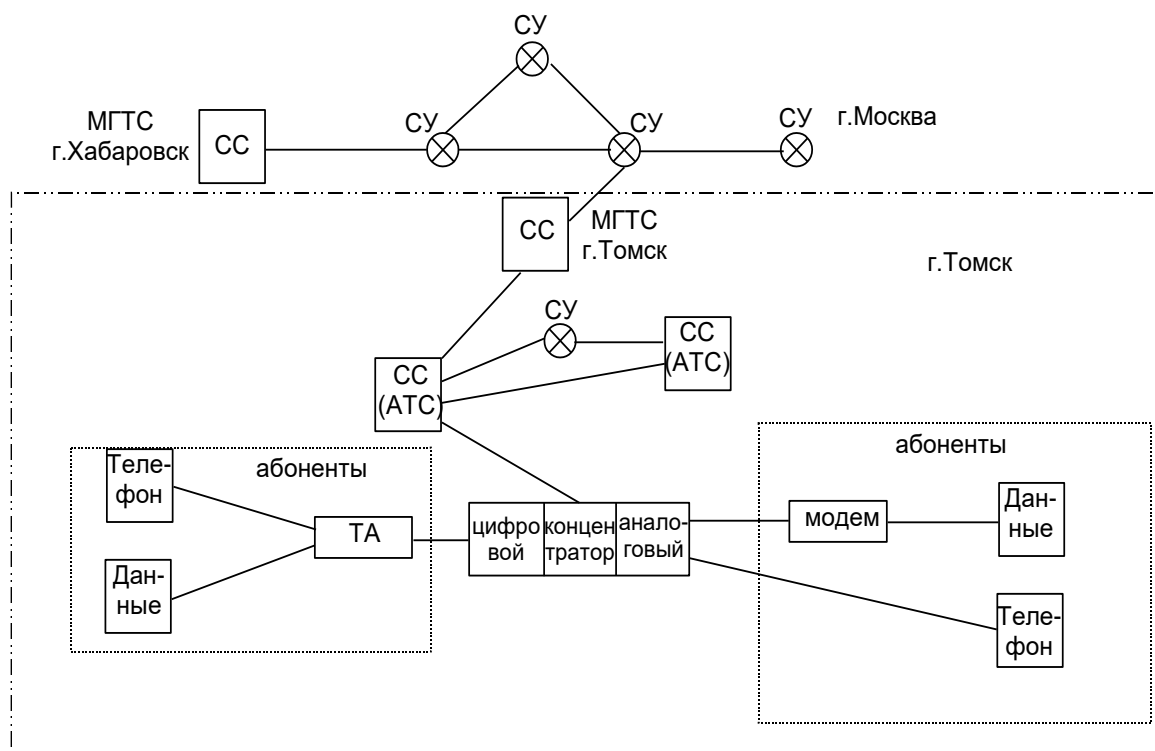 СУ
МГТС
г.Хабаровск
СС
СУ
СУ
СУ
г.Москва
СС
МГТС
г.Томск
г.Томск
СУ
СС
(АТС)
СС
(АТС)
абоненты
Теле-
фон
ТА
Дан-
ные
цифро
вой
концен
тратор
анало-
говый
абоненты
модем
Дан-
ные
Теле-
фон